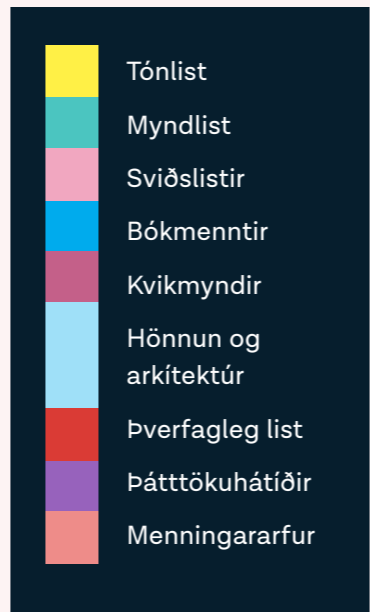 Tónlist
Myndlist
Sviðslistir
Bókmenntir
Kvikmyndir
Hönnun og
arkítektúr
Þverfagleg list
Þátttökuhátíðir
Menningararfur